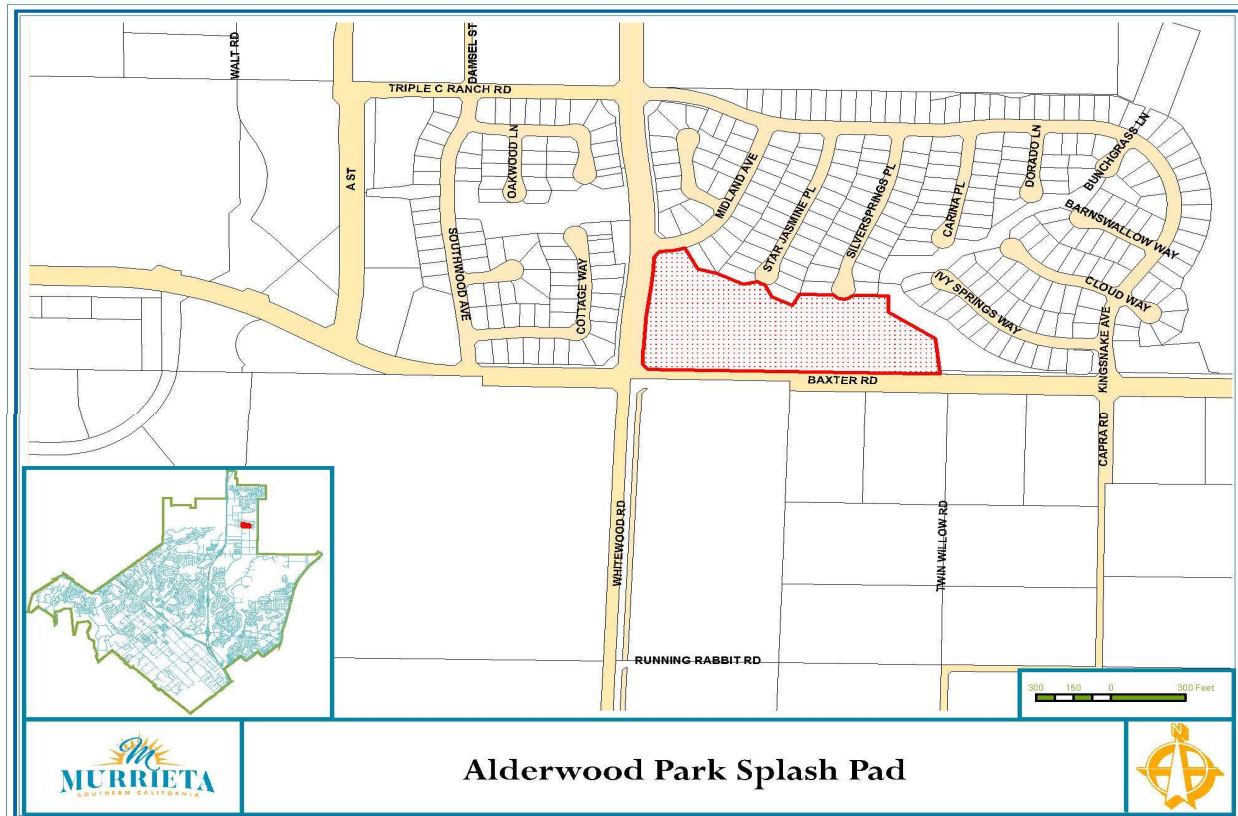 WALT RD
DAMSEL ST
TRIPLE C RANCH RD
A ST
OAKWOOD LN
SOUTHWOOD AVE
COTTAGE WAY
MIDLAND AVE
STAR JASMINE PL
SILVERSPRINGS PL
CARINA PL
DORADO LN
BUNCHGRASS LN
BARNSWALLOW WAY
CLOUD WAY
IVY SPRINGS WAY
KINGSNAKE AVE
BAXTER RD
CAPRA RD
WHITEWOOD RD
TWIN WILLOW RD
RUNNING RABBIT RD
300 150 0 300 Feet
M
MURRIETA
SOUTHERN CALIFORNIA
Alderwood Park Splash Pad
N